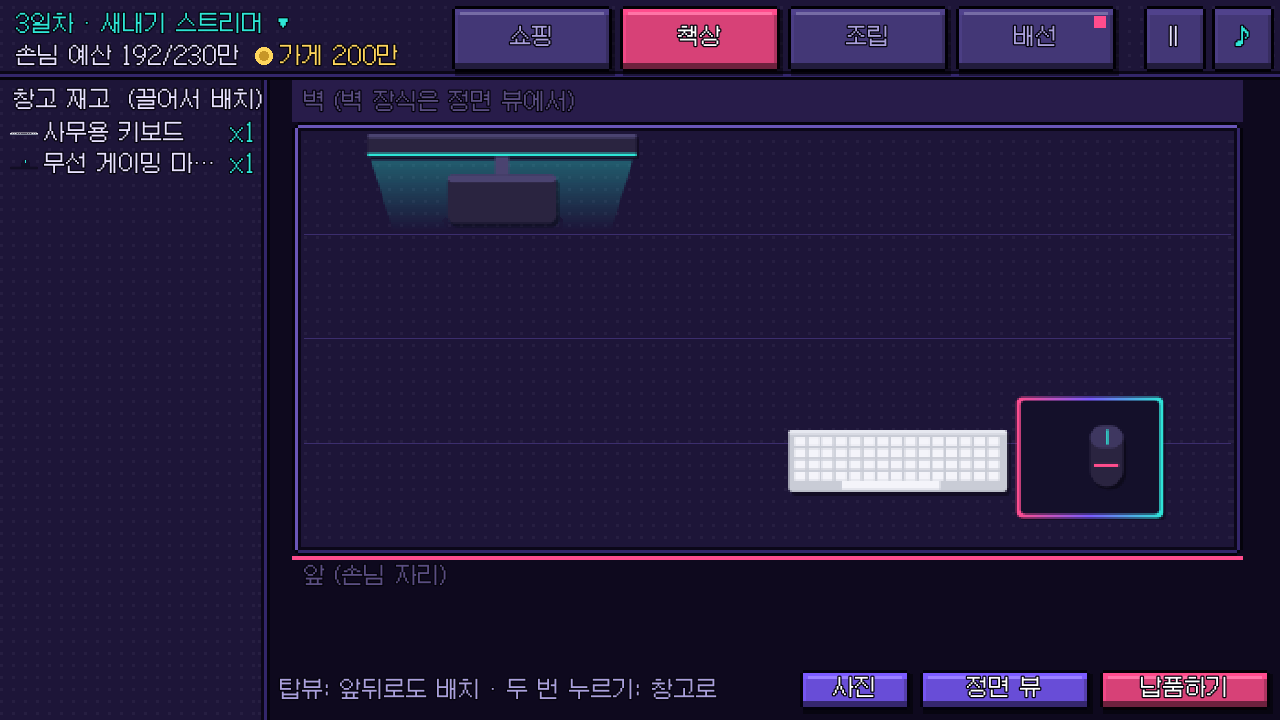 3일차 · 새내기 스트리머 ▼
손님 예산 192/230만 가게 200만
쇼핑
책상
조립
배선
창고 재고 (끌어서 배치)
사무용 키보드 x1
무선 게이밍 마… x1
벽 (벽 장식은 정면 뷰에서)
앞 (손님 자리)
탑뷰: 앞뒤로도 배치 · 두 번 누르기: 창고로
사진
정면 뷰
납품하기